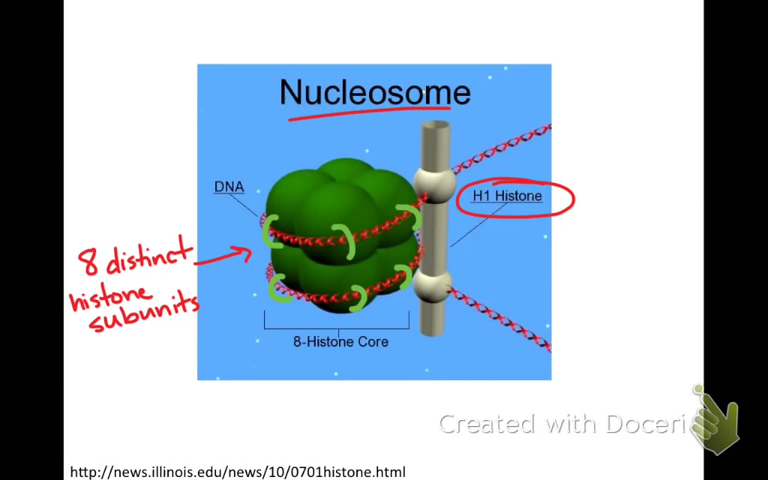 Nucleosome
DNA
H1 Histone
8 distinct
histone
subunits
8-Histone Core
Created with Doceri
http://news.illinois.edu/news/10/0701histone.html